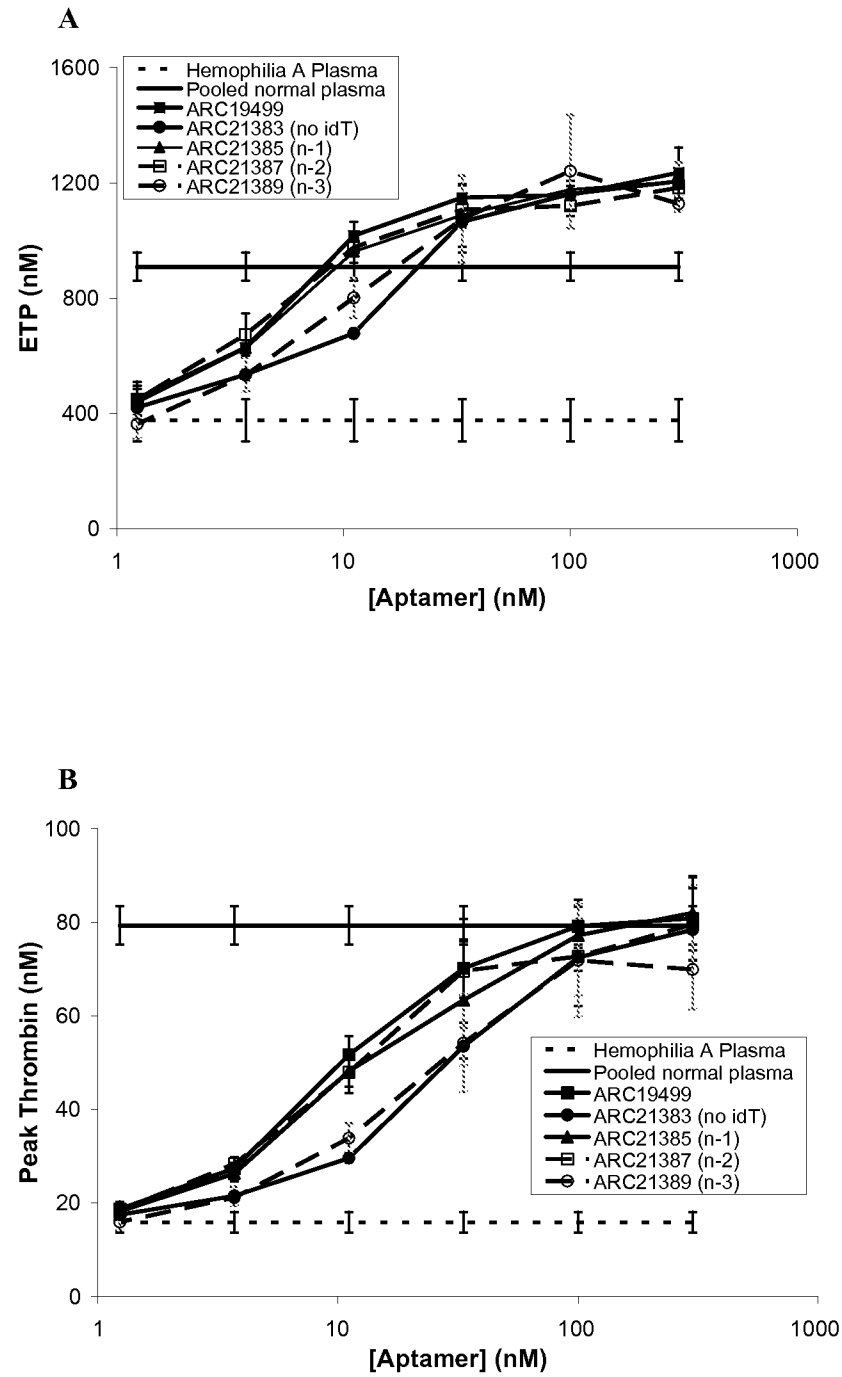 A
1600
1200
800
400
0
ETP (nM)
Hemophilia A Plasma
Pooled normal plasma
ARC19499
ARC21383 (no idT)
ARC21385 (n-1)
ARC21387 (n-2)
ARC21389 (n-3)
1 10 100 1000
[Aptamer] (nM)
B
100
80
60
40
20
0
Peak Thrombin (nM)
Hemophilia A Plasma
Pooled normal plasma
ARC19499
ARC21383 (no idT)
ARC21385 (n-1)
ARC21387 (n-2)
ARC21389 (n-3)
1 10 100 1000
[Aptamer] (nM)